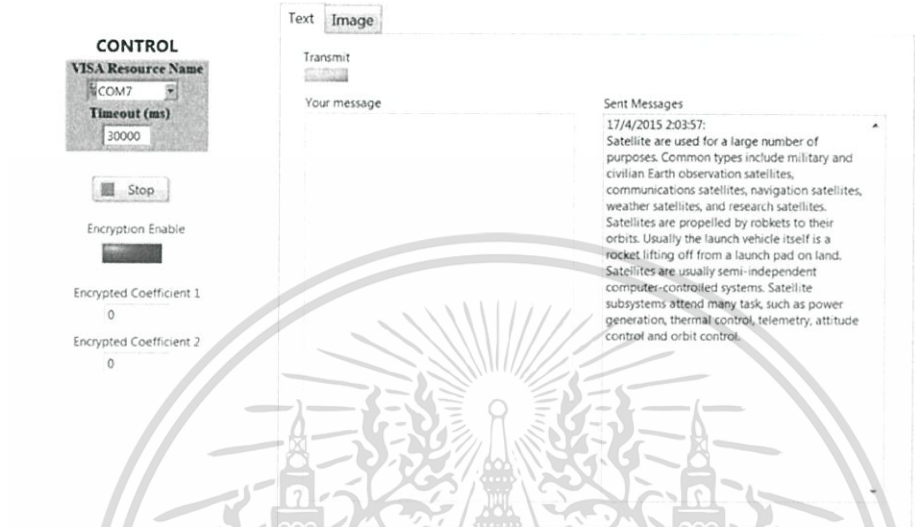 Text Image
CONTROL
VISA Resource Name
COM7
Timeout (ms)
30000
Stop
Encryption Enable
Encrypted Coefficient 1
0
Encrypted Coefficient 2
0
Transmit
Your message
Sent Messages
17/4/2015 2:03:57:
Satellite are used for a large number of
purposes. Common types include military and
civilian Earth observation satellites,
communications satellites, navigation satellites,
weather satellites, and research satellites.
Satellites are propelled by robkets to their
orbits. Usually the launch vehicle itself is a
rocket lifting off from a launch pad on land.
Satellites are usually semi-independent
computer-controlled systems. Satellite
subsystems attend many task, such as power
generation, thermal control, telemetry, attitude
control and orbit control.